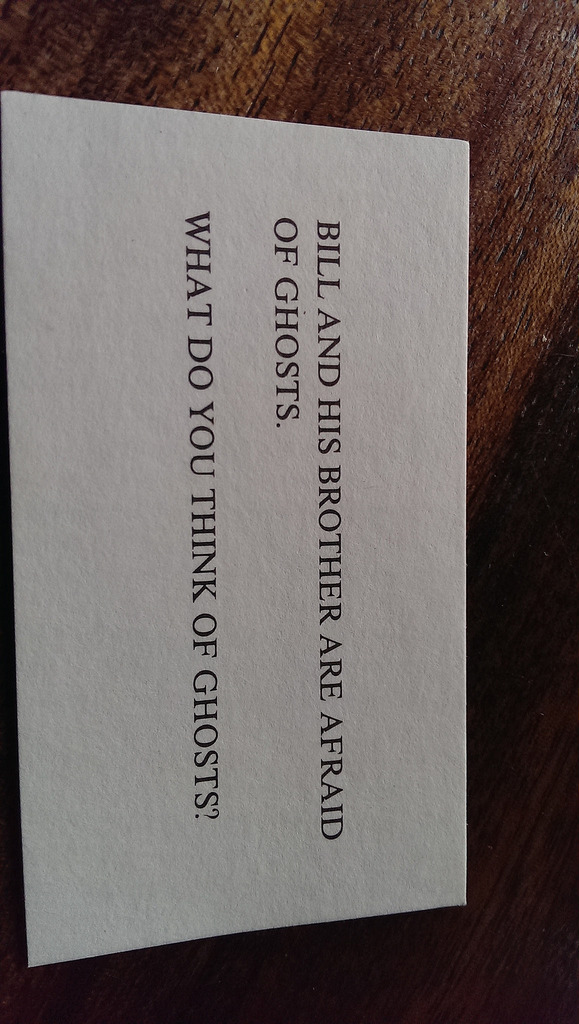 BILL AND HIS BROTHER ARE AFRAID
OF GHOSTS.
WHAT DO YOU THINK OF GHOSTS?